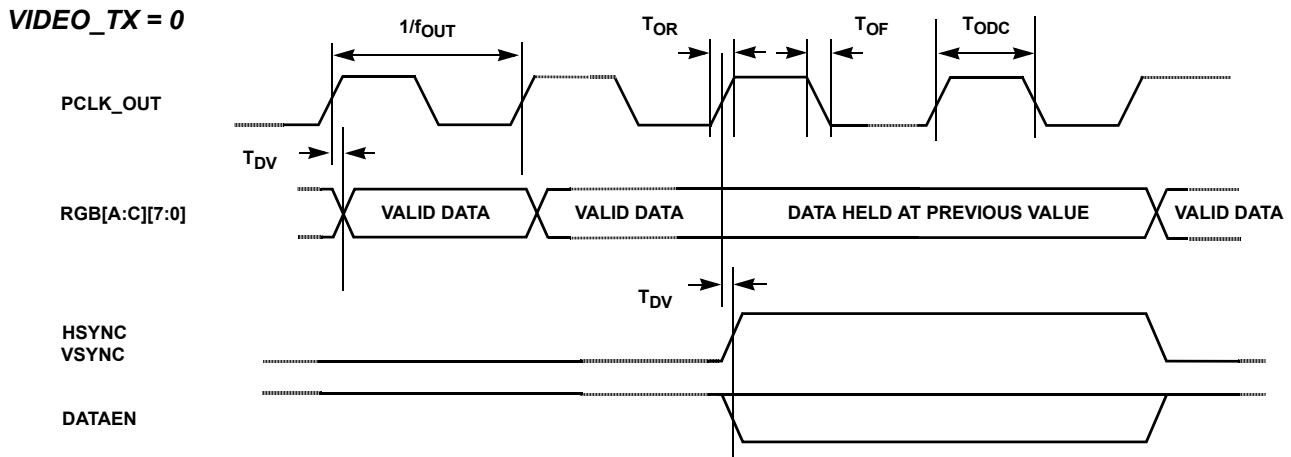 VIDEO_TX = 0
1/fOUT
TOR
TOF
TODC
PCLK_OUT
TDV
RGB[A:C][7:0]
VALID DATA
VALID DATA
DATA HELD AT PREVIOUS VALUE
VALID DATA
TDV
HSYNC
VSYNC
DATAEN